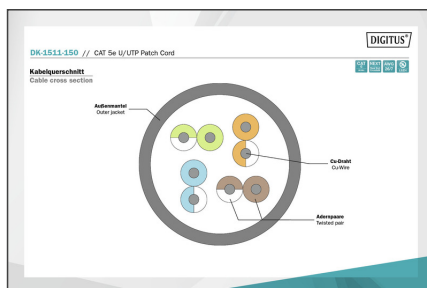 DIGITUS®
DK-1511-150 // CAT 5e U/UTP Patch Cord
Kabelquerschnitt
Cable cross section
Außenmantel
Outer jacket
Cu-Draht
Cu-Wire
Adernpaare
Twisted pair